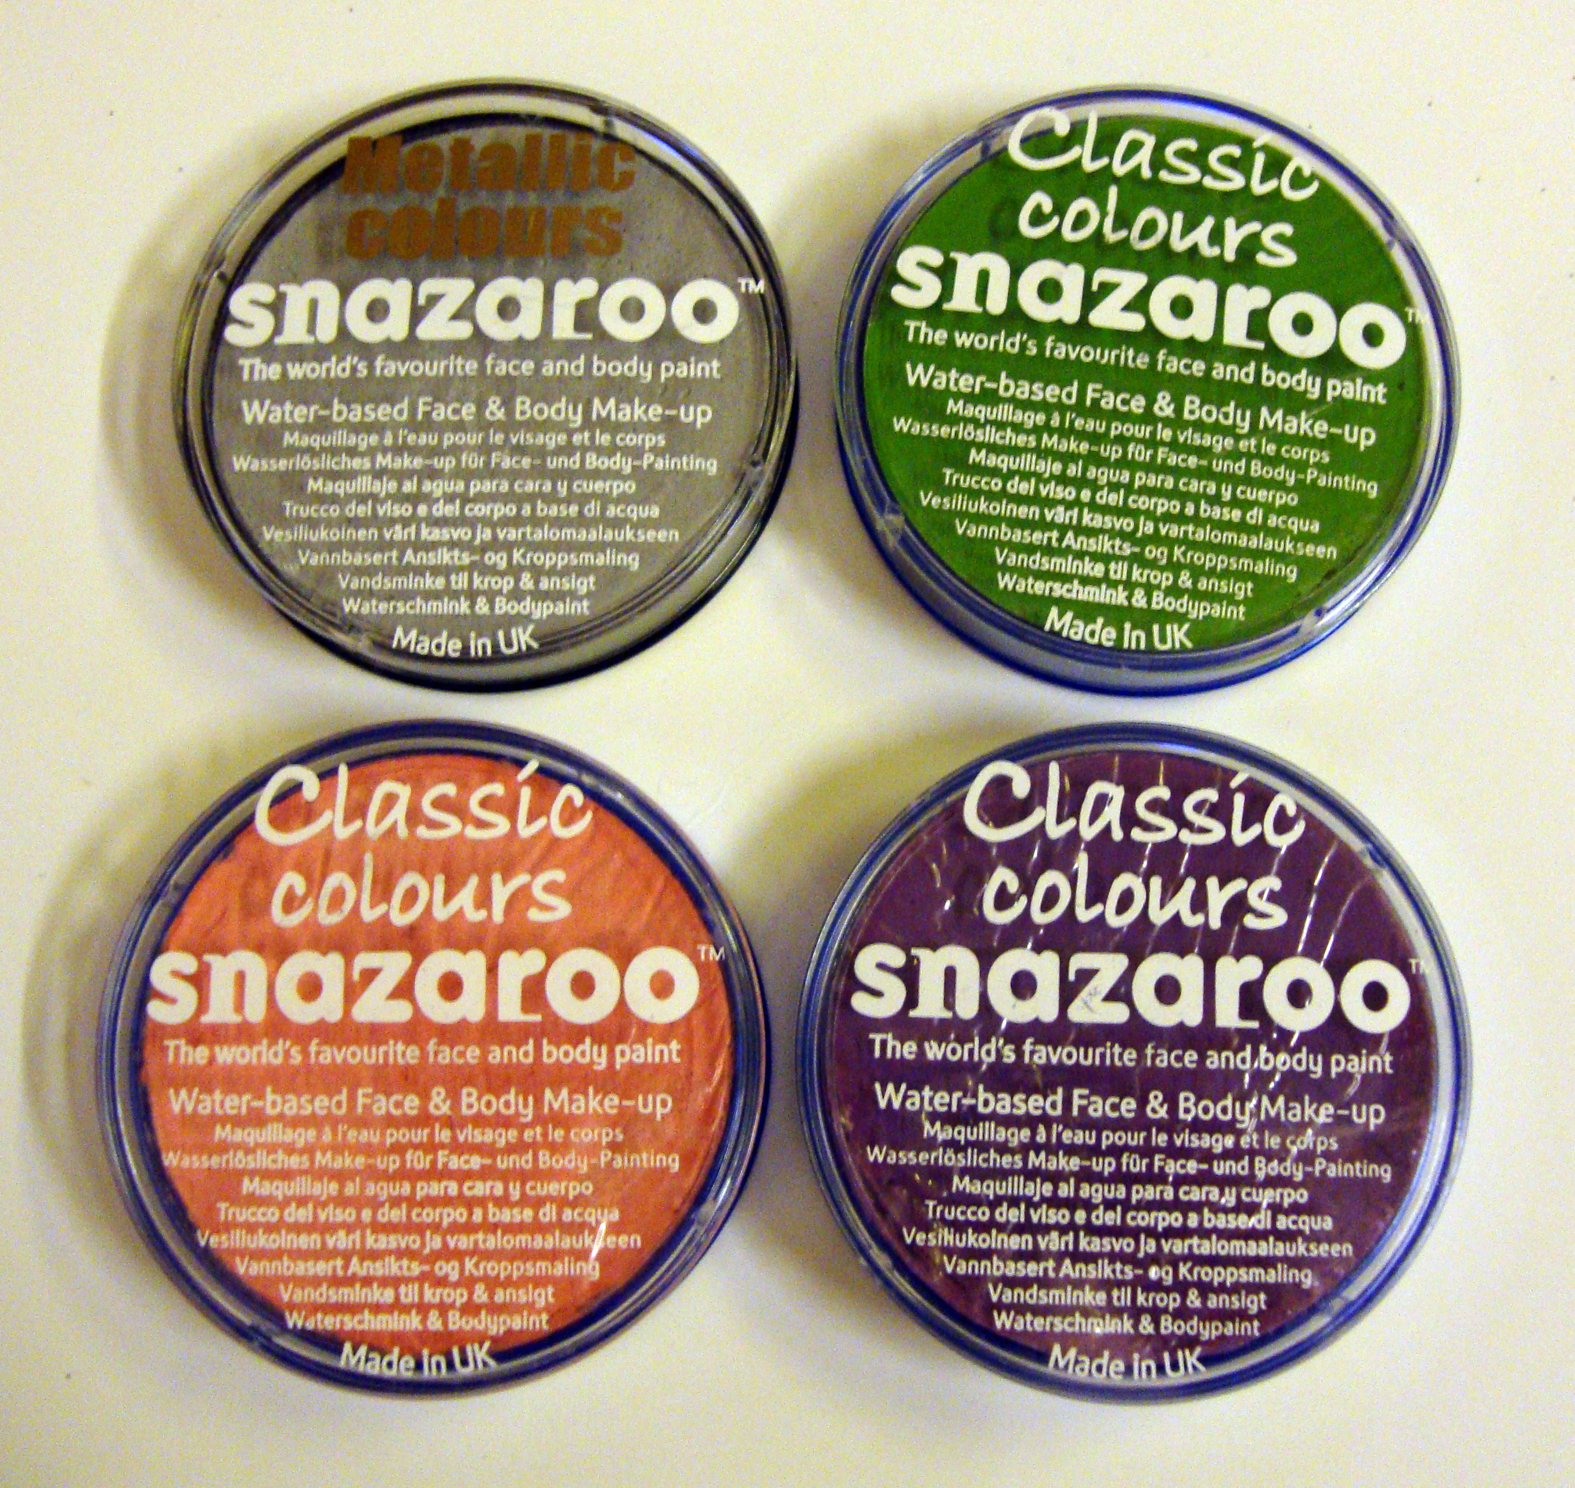 Metallic
colours
snazaroo™
The world's favourite face and body paint
Water-based Face & Body Make-up
Maquillage à l'eau pour le visage et le corps
Wasserlösliches Make-up für Face- und Body-Painting
Maquillaje al agua para cara y cuerpo
Trucco del viso e del corpo a base di acqua
Vesiliukoinen väri kasvo ja vartalomaalaukseen
Vannbasert Ansikts- og Kroppsmaling
Vandsminke til krop & ansigt
Waterschmink & Bodypaint
Made in UK
Classic
colours
snazaroo™
The world's favourite face and body paint
Water-based Face & Body Make-up
Maquillage à l'eau pour le visage et le corps
Wasserlösliches Make-up für Face- und Body-Painting
Maquillaje al agua para cara y cuerpo
Trucco del viso e del corpo a base di acqua
Vesiliukoinen väri kasvo ja vartalomaalaukseen
Vannbasert Ansikts- og Kroppsmaling
Vandsminke til krop & ansigt
Waterschmink & Bodypaint
Made in UK
Classic
colours
snazaroo™
The world's favourite face and body paint
Water-based Face & Body Make-up
Maquillage à l'eau pour le visage et le corps
Wasserlösliches Make-up für Face- und Body-Painting
Maquillaje al agua para cara y cuerpo
Trucco del viso e del corpo a base di acqua
Vesiliukoinen väri kasvo ja vartalomaalaukseen
Vannbasert Ansikts- og Kroppsmaling
Vandsminke til krop & ansigt
Waterschmink & Bodypaint
Made in UK
Classic
colours
snazaroo™
The world's favourite face and body paint
Water-based Face & Body Make-up
Maquillage à l'eau pour le visage et le corps
Wasserlösliches Make-up für Face- und Body-Painting
Maquillaje al agua para cara y cuerpo
Trucco del viso e del corpo a base di acqua
Vesiliukoinen väri kasvo ja vartalomaalaukseen
Vannbasert Ansikts- og Kroppsmaling
Vandsminke til krop & ansigt
Waterschmink & Bodypaint
Made in UK